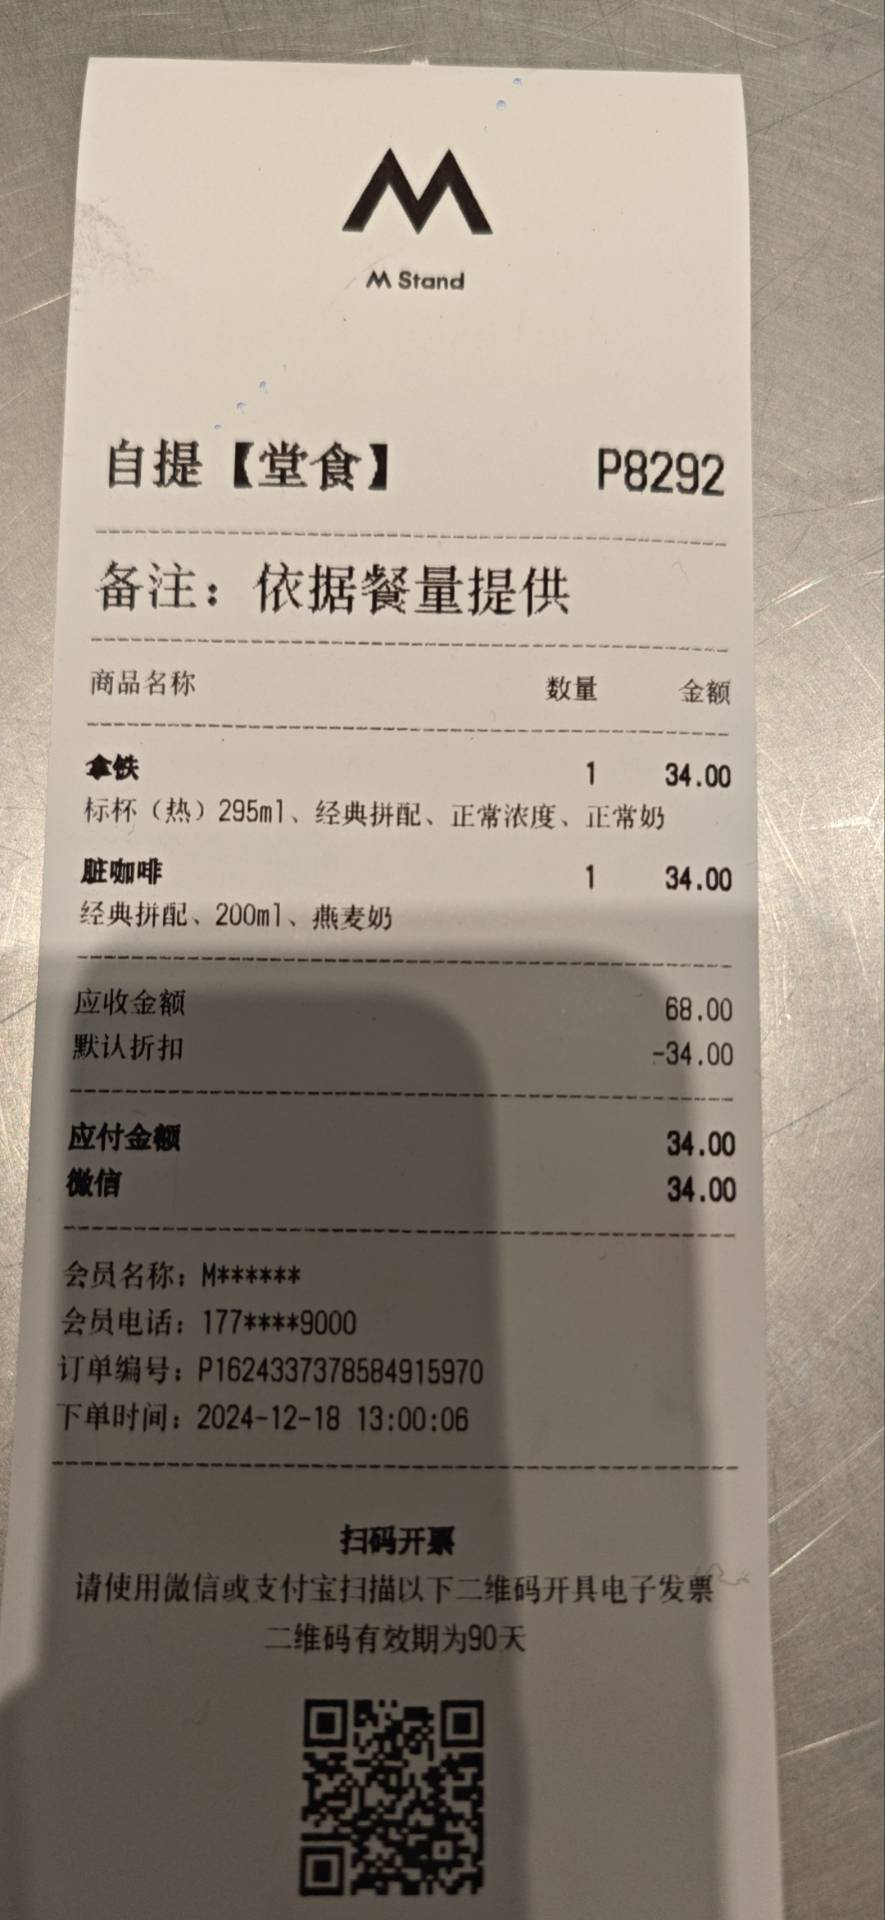 M Stand
自提【堂食】 P8292
备注：依据餐量提供
商品名称 数量 金额
拿铁 1 34.00
标杯（热）295ml、经典拼配、正常浓度、正常奶
脏咖啡 1 34.00
经典拼配、200ml、燕麦奶
应收金额 68.00
默认折扣 -34.00
应付金额 34.00
微信 34.00
会员名称：M******
会员电话：177****9000
订单编号：P1624337378584915970
下单时间：2024-12-18 13:00:06
扫码开票
请使用微信或支付宝扫描以下二维码开具电子发票
二维码有效期为90天